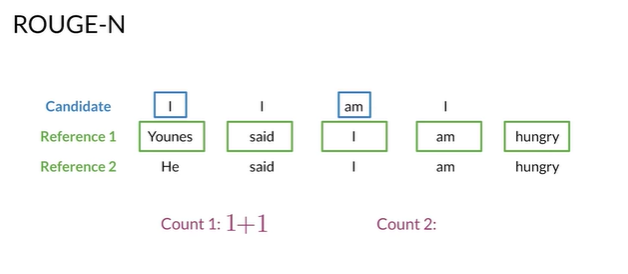 ROUGE-N
Candidate I I am I
Reference 1 Younes said I am hungry
Reference 2 He said I am hungry
Count 1: 1+1 Count 2: